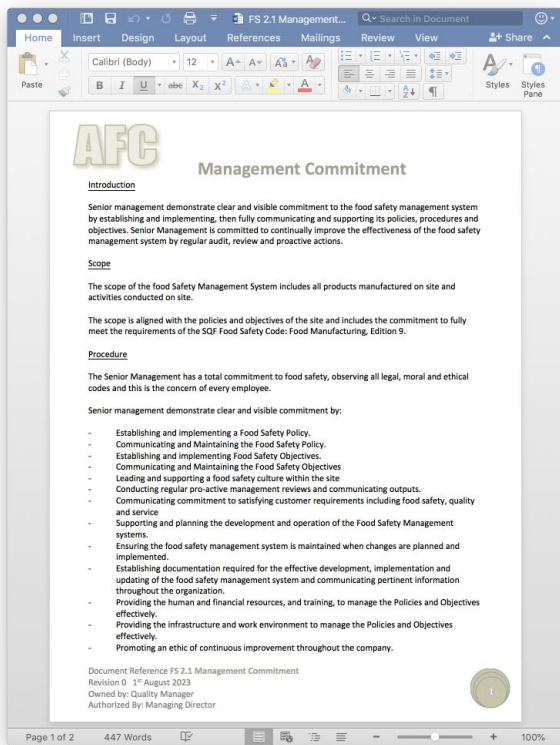 FS 2.1 Management...
Search in Document
Home Insert Design Layout References Mailings Review View Share
Calibri (Body) 12
Paste
B I U abc X₂ X²
Styles
Styles Pane
AFC
Management Commitment
Introduction
Senior management demonstrate clear and visible commitment to the food safety management system
by establishing and implementing, then fully communicating and supporting its policies, procedures and
objectives. Senior Management is committed to continually improve the effectiveness of the food safety
management system by regular audit, review and proactive actions.
Scope
The scope of the food Safety Management System includes all products manufactured on site and
activities conducted on site.
The scope is aligned with the policies and objectives of the site and includes the commitment to fully
meet the requirements of the SQF Food Safety Code: Food Manufacturing, Edition 9.
Procedure
The Senior Management has a total commitment to food safety, observing all legal, moral and ethical
codes and this is the concern of every employee.
Senior management demonstrate clear and visible commitment by:
- Establishing and implementing a Food Safety Policy.
- Communicating and Maintaining the Food Safety Policy.
- Establishing and implementing Food Safety Objectives.
- Communicating and Maintaining the Food Safety Objectives
- Leading and supporting a food safety culture within the site
- Conducting regular pro-active management reviews and communicating outputs.
- Communicating commitment to satisfying customer requirements including food safety, quality
and service
- Supporting and planning the development and operation of the Food Safety Management
systems.
- Ensuring the food safety management system is maintained when changes are planned and
implemented.
- Establishing documentation required for the effective development, implementation and
updating of the food safety management system and communicating pertinent information
throughout the organization.
- Providing the human and financial resources, and training, to manage the Policies and Objectives
effectively.
- Providing the infrastructure and work environment to manage the Policies and Objectives
effectively.
- Promoting an ethic of continuous improvement throughout the company.
Document Reference FS 2.1 Management Commitment
Revision 0 1st August 2023
Owned by: Quality Manager
Authorized By: Managing Director
1
Page 1 of 2 447 Words 100%